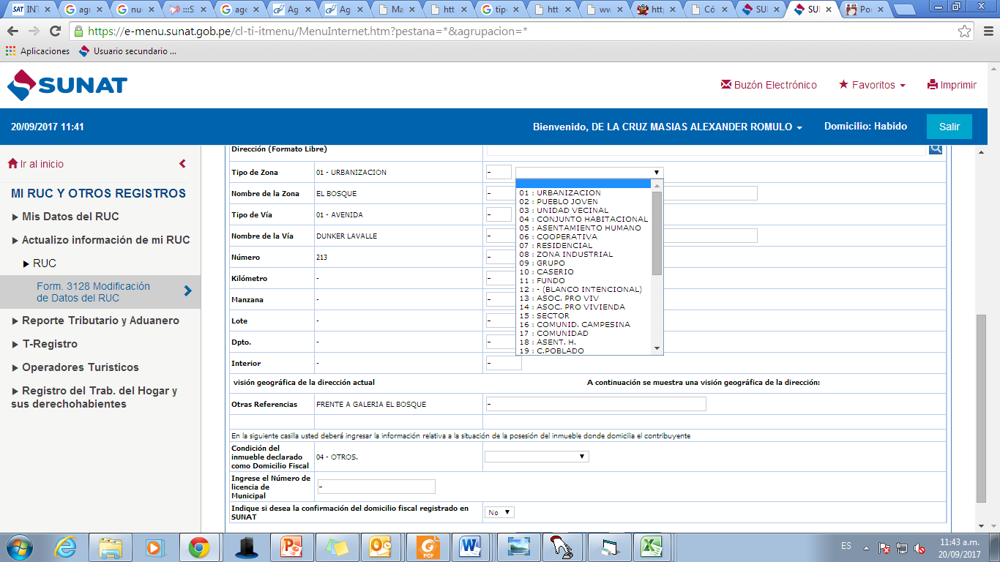 SAT INT
agr
nue
:::S
age
Ag
Ag
Ma
htt
tipo
htt
ww
http
Có
SUN
SUN
Por
https://e-menu.sunat.gob.pe/cl-ti-itmenu/MenuInternet.htm?pestana=*&agrupacion=*
Aplicaciones
Usuario secundario ...
SUNAT
Buzón Electrónico
Favoritos
Imprimir
20/09/2017 11:41
Bienvenido, DE LA CRUZ MASIAS ALEXANDER ROMULO
Domicilio: Habido
Salir
Ir al inicio
MI RUC Y OTROS REGISTROS
Mis Datos del RUC
Actualizo información de mi RUC
RUC
Form. 3128 Modificación
de Datos del RUC
Reporte Tributario y Aduanero
T-Registro
Operadores Turísticos
Registro del Trab. del Hogar y
sus derechohabientes
Dirección (Formato Libre)
Tipo de Zona 01 - URBANIZACION -
Nombre de la Zona EL BOSQUE -
Tipo de Vía 01 - AVENIDA -
Nombre de la Vía DUNKER LAVALLE -
Número 213 -
Kilómetro - -
Manzana - -
Lote - -
Dpto. - -
Interior - -
01 : URBANIZACION
02 : PUEBLO JOVEN
03 : UNIDAD VECINAL
04 : CONJUNTO HABITACIONAL
05 : ASENTAMIENTO HUMANO
06 : COOPERATIVA
07 : RESIDENCIAL
08 : ZONA INDUSTRIAL
09 : GRUPO
10 : CASERIO
11 : FUNDO
12 : - (BLANCO INTENCIONAL)
13 : ASOC. PRO VIV
14 : ASOC. PRO VIVIENDA
15 : SECTOR
16 : COMUNID. CAMPESINA
17 : COMUNIDAD
18 : ASENT. H.
19 : C.POBLADO
visión geográfica de la dirección actual
A continuación se muestra una visión geográfica de la dirección:
Otras Referencias FRENTE A GALERIA EL BOSQUE -
En la siguiente casilla usted deberá ingresar la información relativa a la situación de la posesión del inmueble donde domicilia el contribuyente
Condición del
inmueble declarado
como Domicilio Fiscal
04 - OTROS.
Ingrese el Número de
licencia de
Municipal
-
Indique si desea la confirmación del domicilio fiscal registrado en
SUNAT
No
ES
11:43 a.m.
20/09/2017